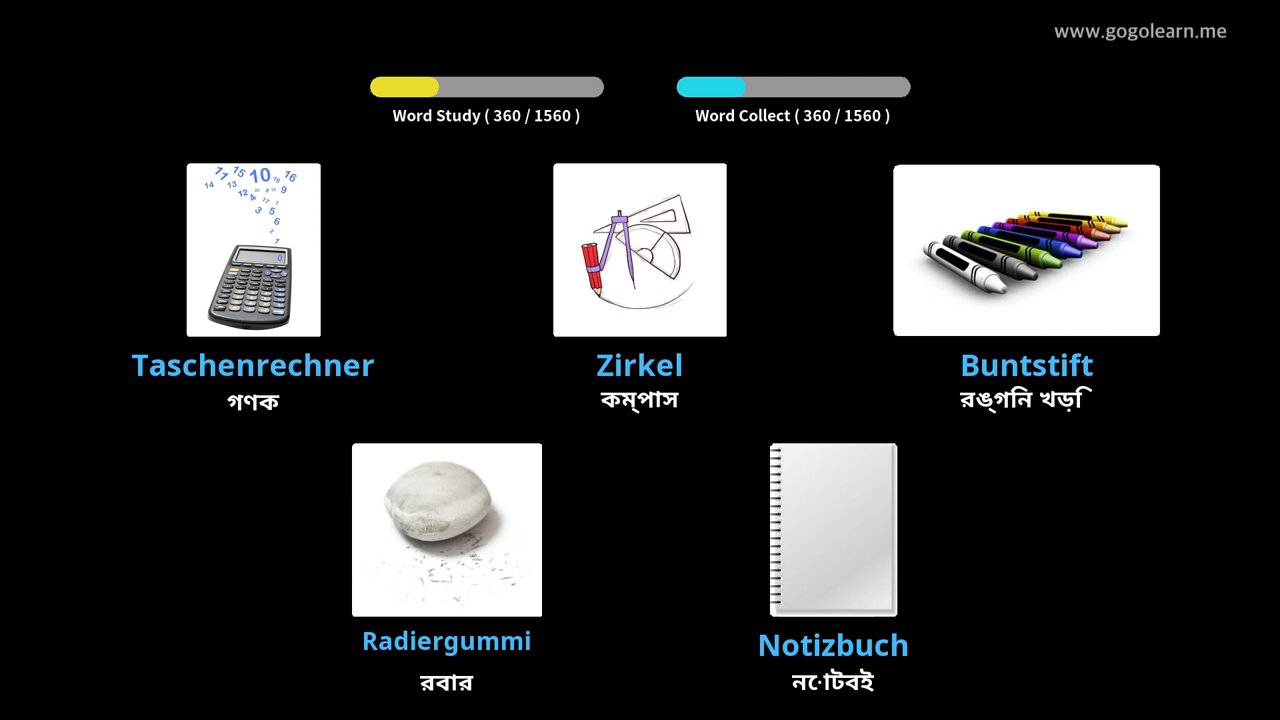 www.gogolearn.me
Word Study ( 360 / 1560 )
Word Collect ( 360 / 1560 )
Taschenrechner
গণক
Zirkel
কম্পাস
Buntstift
রঙ্গিন খড়ি
Radiergummi
রবার
Notizbuch
নোটবই